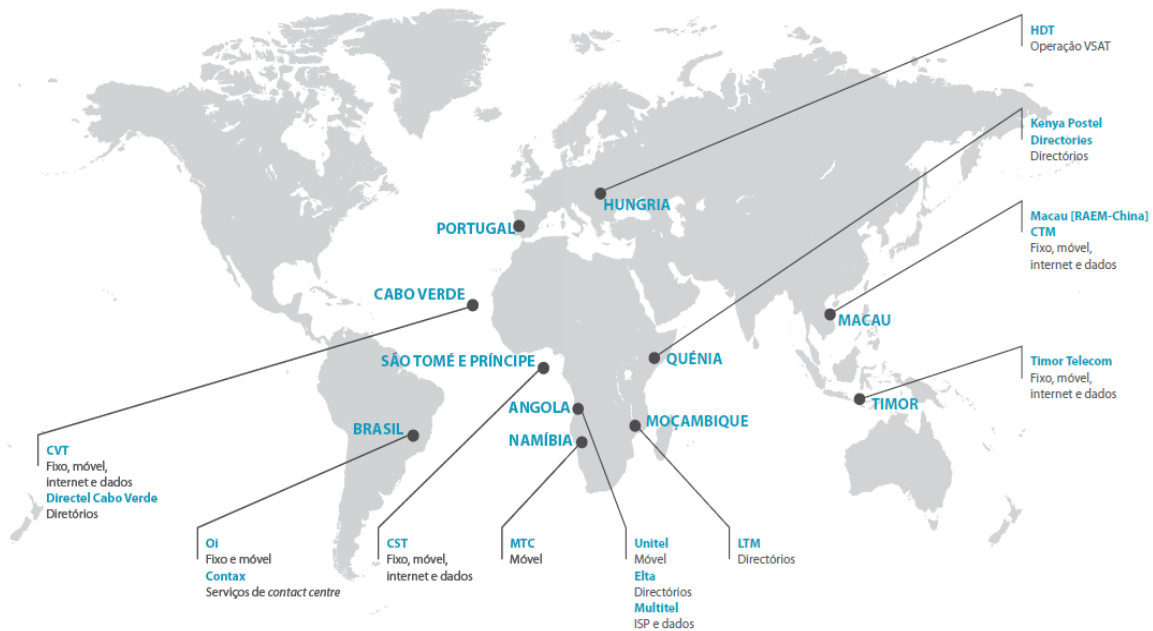 HDT
Operação VSAT
Kenya Postel
Directories
Directórios
HUNGRIA
PORTUGAL
Macau [RAEM-China]
CTM
Fixo, móvel,
internet e dados
CABO VERDE
MACAU
SÃO TOMÉ E PRÍNCIPE
QUÉNIA
Timor Telecom
Fixo, móvel,
internet e dados
ANGOLA
TIMOR
MOÇAMBIQUE
BRASIL
NAMÍBIA
CVT
Fixo, móvel,
internet e dados
Directel Cabo Verde
Diretórios
Oi
Fixo e móvel
Contax
Serviços de contact centre
CST
Fixo, móvel,
internet e dados
MTC
Móvel
Unitel
Móvel
Elta
Directórios
Multitel
ISP e dados
LTM
Directórios